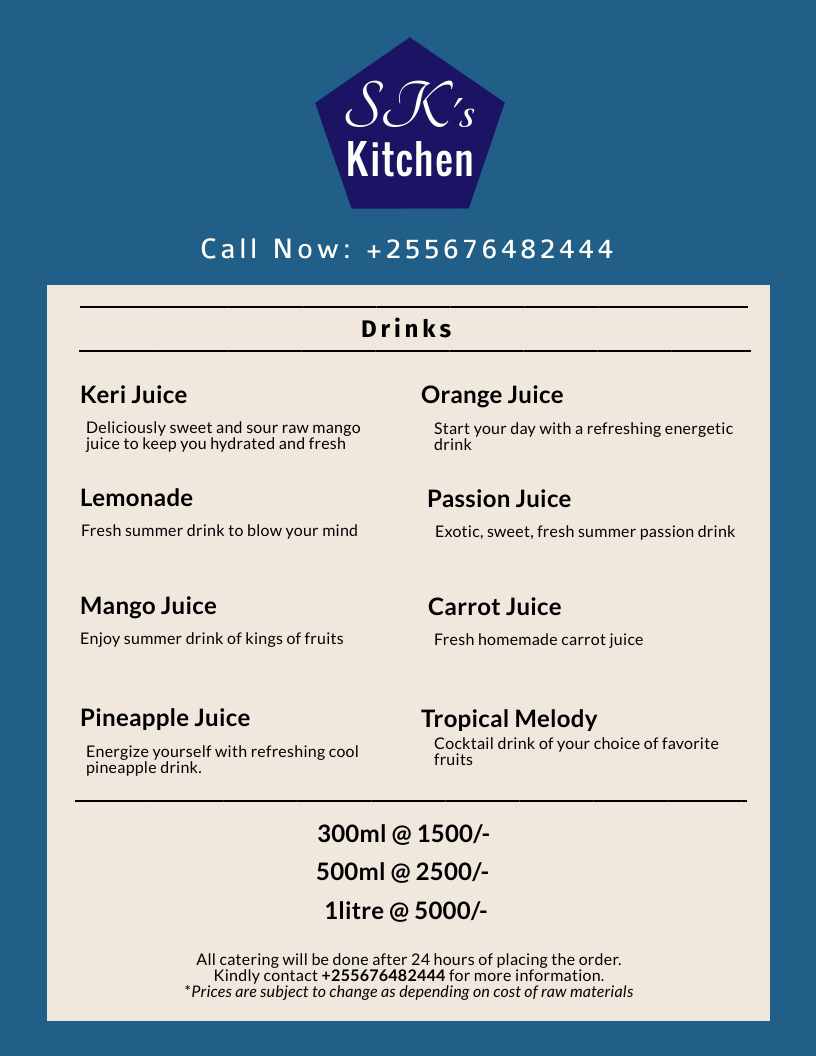 SK's
Kitchen
Call Now: +255676482444
Drinks
Keri Juice
Deliciously sweet and sour raw mango
juice to keep you hydrated and fresh
Orange Juice
Start your day with a refreshing energetic
drink
Lemonade
Fresh summer drink to blow your mind
Passion Juice
Exotic, sweet, fresh summer passion drink
Mango Juice
Enjoy summer drink of kings of fruits
Carrot Juice
Fresh homemade carrot juice
Pineapple Juice
Energize yourself with refreshing cool
pineapple drink.
Tropical Melody
Cocktail drink of your choice of favorite
fruits
300ml @ 1500/-
500ml @ 2500/-
1litre @ 5000/-
All catering will be done after 24 hours of placing the order.
Kindly contact +255676482444 for more information.
*Prices are subject to change as depending on cost of raw materials